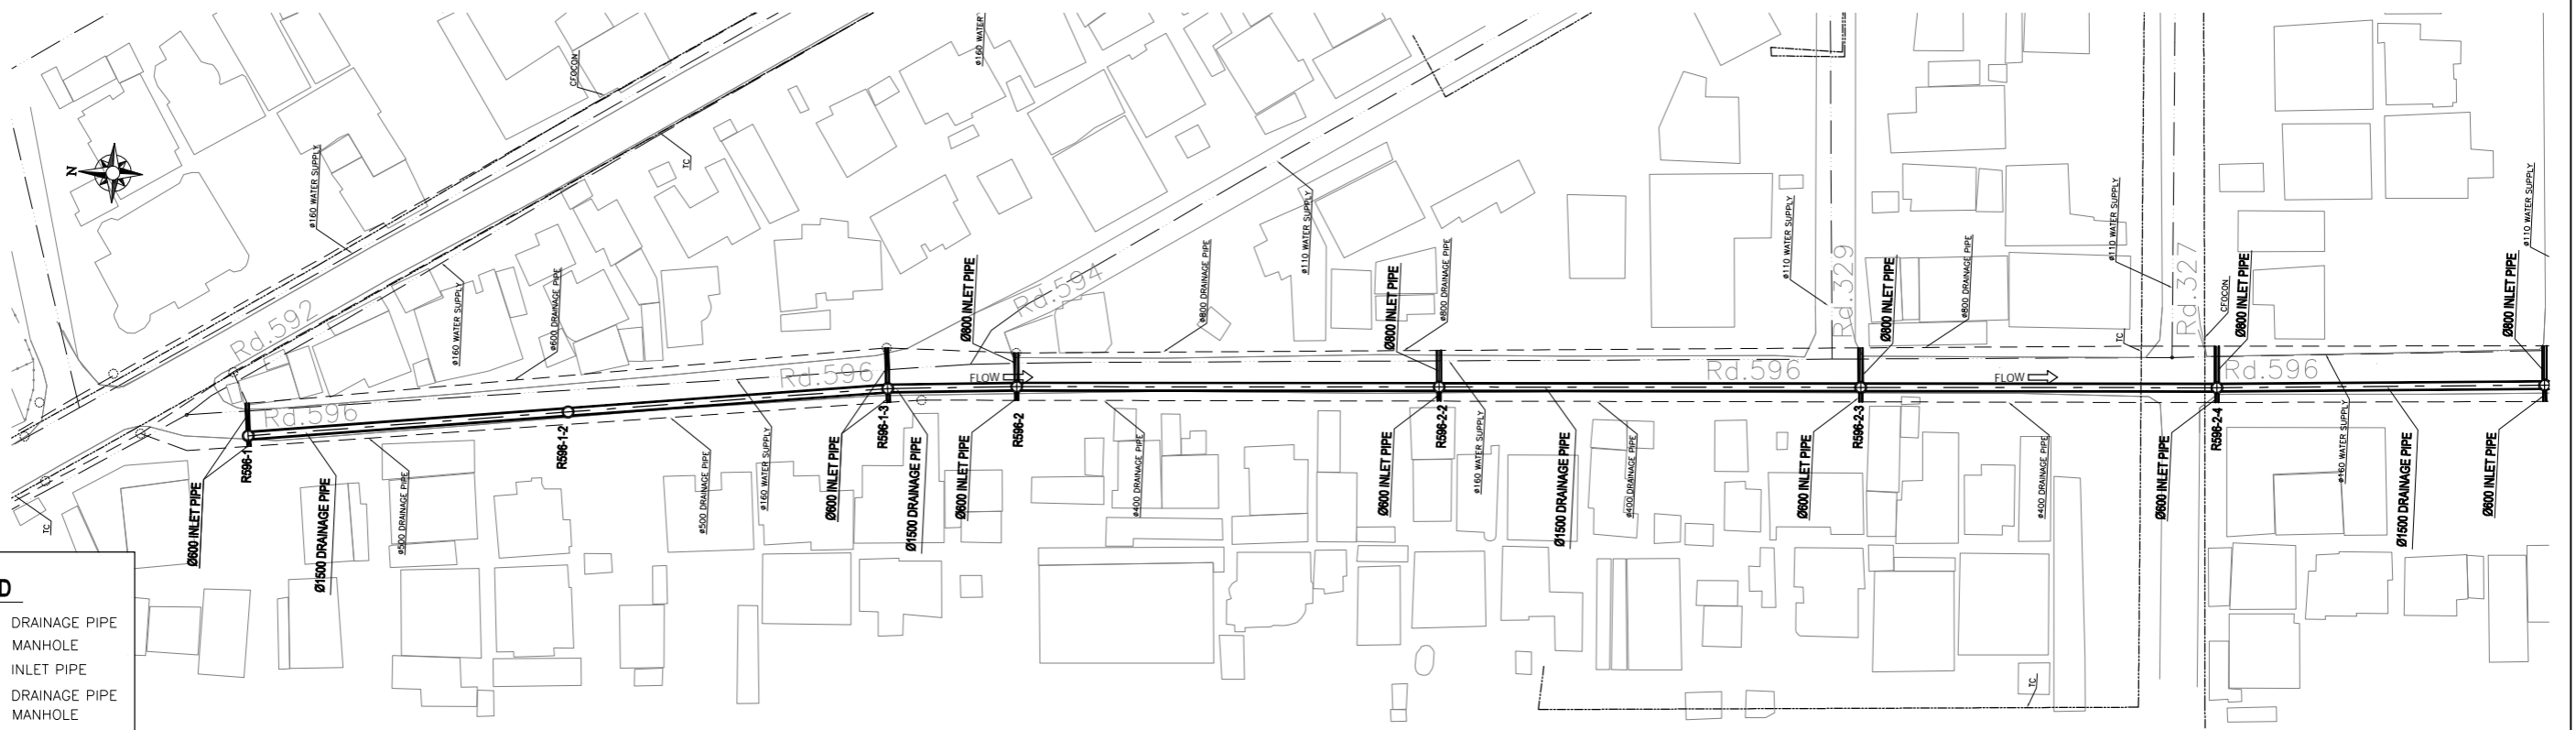 CFOCON
ø160 WATER
N
TC
ø160 WATER SUPPLY
ø110 WATER SUPPLY
ø110 WATER SUPPLY
ø110 WATER SUPPLY
ø110 WATER SUPPLY
Rd.592
ø160 WATER SUPPLY
ø600 DRAINAGE PIPE
Ø800 INLET PIPE
Rd.594
ø800 DRAINAGE PIPE
Ø800 INLET PIPE
ø800 DRAINAGE PIPE
Rd.329
Ø800 INLET PIPE
ø800 DRAINAGE PIPE
TC
Rd.327
CFOCON
Ø800 INLET PIPE
Ø800 INLET PIPE
Rd.596
Rd.596
FLOW
Rd.596
FLOW
Rd.596
R596-1
R596-1-2
R596-1-3
R596-2
R596-2-2
R596-2-3
R596-2-4
TC
Ø600 INLET PIPE
Ø1500 DRAINAGE PIPE
ø500 DRAINAGE PIPE
ø500 DRAINAGE PIPE
ø160 WATER SUPPLY
Ø600 INLET PIPE
Ø1500 DRAINAGE PIPE
Ø600 INLET PIPE
ø400 DRAINAGE PIPE
Ø600 INLET PIPE
ø160 WATER SUPPLY
Ø1500 DRAINAGE PIPE
ø400 DRAINAGE PIPE
Ø600 INLET PIPE
ø400 DRAINAGE PIPE
Ø600 INLET PIPE
ø160 WATER SUPPLY
Ø1500 DRAINAGE PIPE
Ø600 INLET PIPE
TC
D
DRAINAGE PIPE
MANHOLE
INLET PIPE
DRAINAGE PIPE
MANHOLE